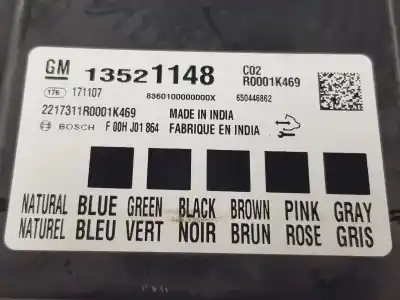 GM 13521148 C02
R0001K469
176 171107 8360100000000X 650446862
2217311R0001K469 MADE IN INDIA
BOSCH F 00H J01 864 FABRIQUE EN INDIA
NATURAL BLUE GREEN BLACK BROWN PINK GRAY
NATUREL BLEU VERT NOIR BRUN ROSE GRIS